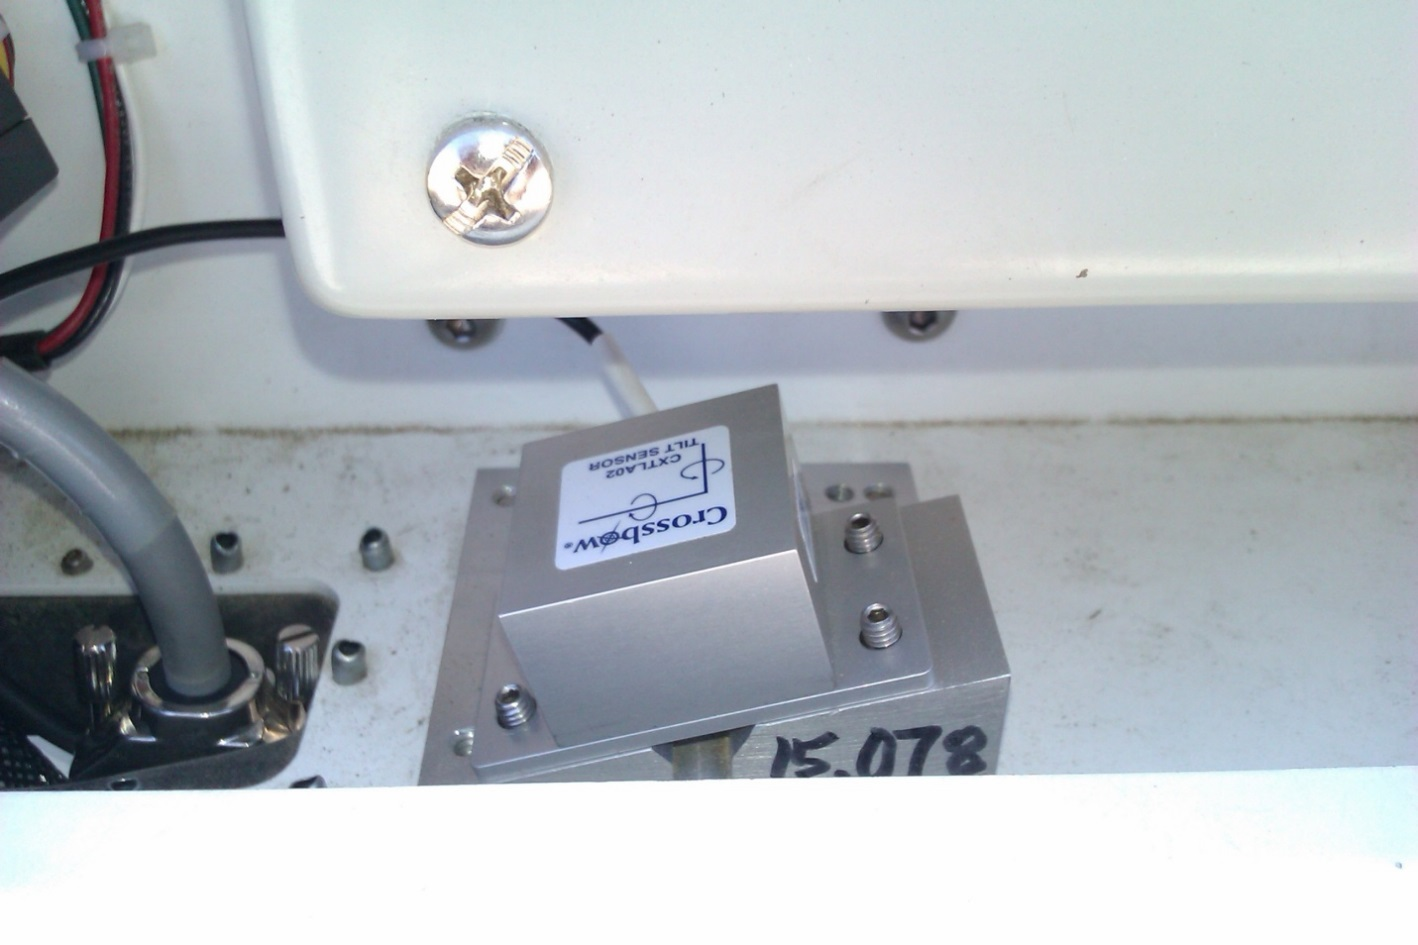 Crossbow®
CXTLA02
TILT SENSOR
15.078